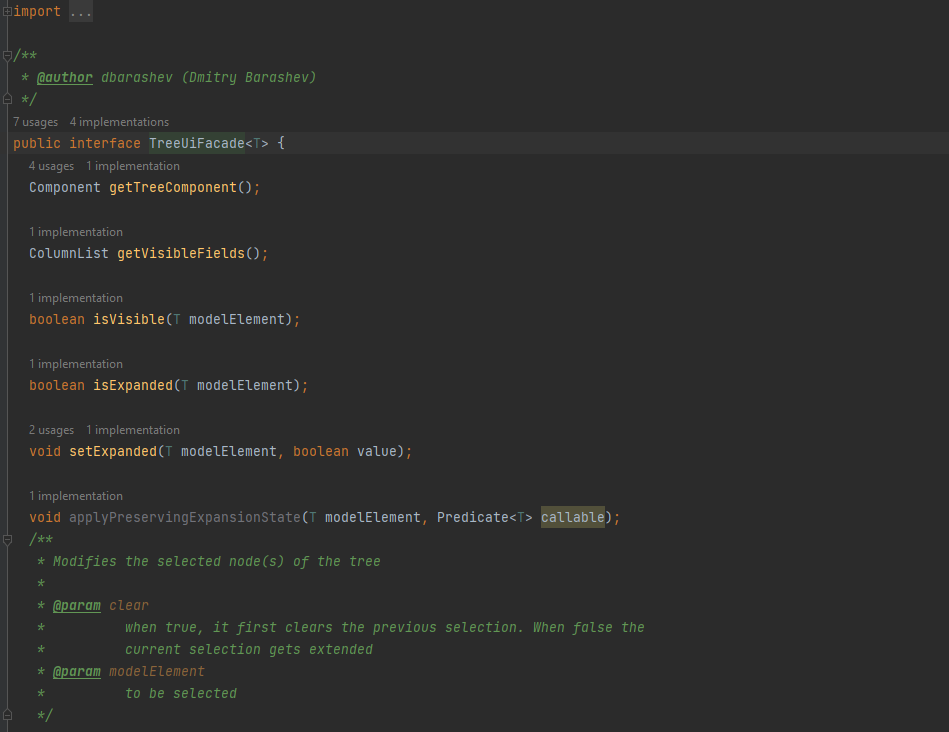 import ...
/**
 * @author dbarashev (Dmitry Barashev)
 */
7 usages   4 implementations
public interface TreeUiFacade<T> {
  4 usages   1 implementation
  Component getTreeComponent();
  1 implementation
  ColumnList getVisibleFields();
  1 implementation
  boolean isVisible(T modelElement);
  1 implementation
  boolean isExpanded(T modelElement);
  2 usages   1 implementation
  void setExpanded(T modelElement, boolean value);
  1 implementation
  void applyPreservingExpansionState(T modelElement, Predicate<T> callable);
  /**
   * Modifies the selected node(s) of the tree
   *
   * @param clear
   *          when true, it first clears the previous selection. When false the
   *          current selection gets extended
   * @param modelElement
   *          to be selected
   */